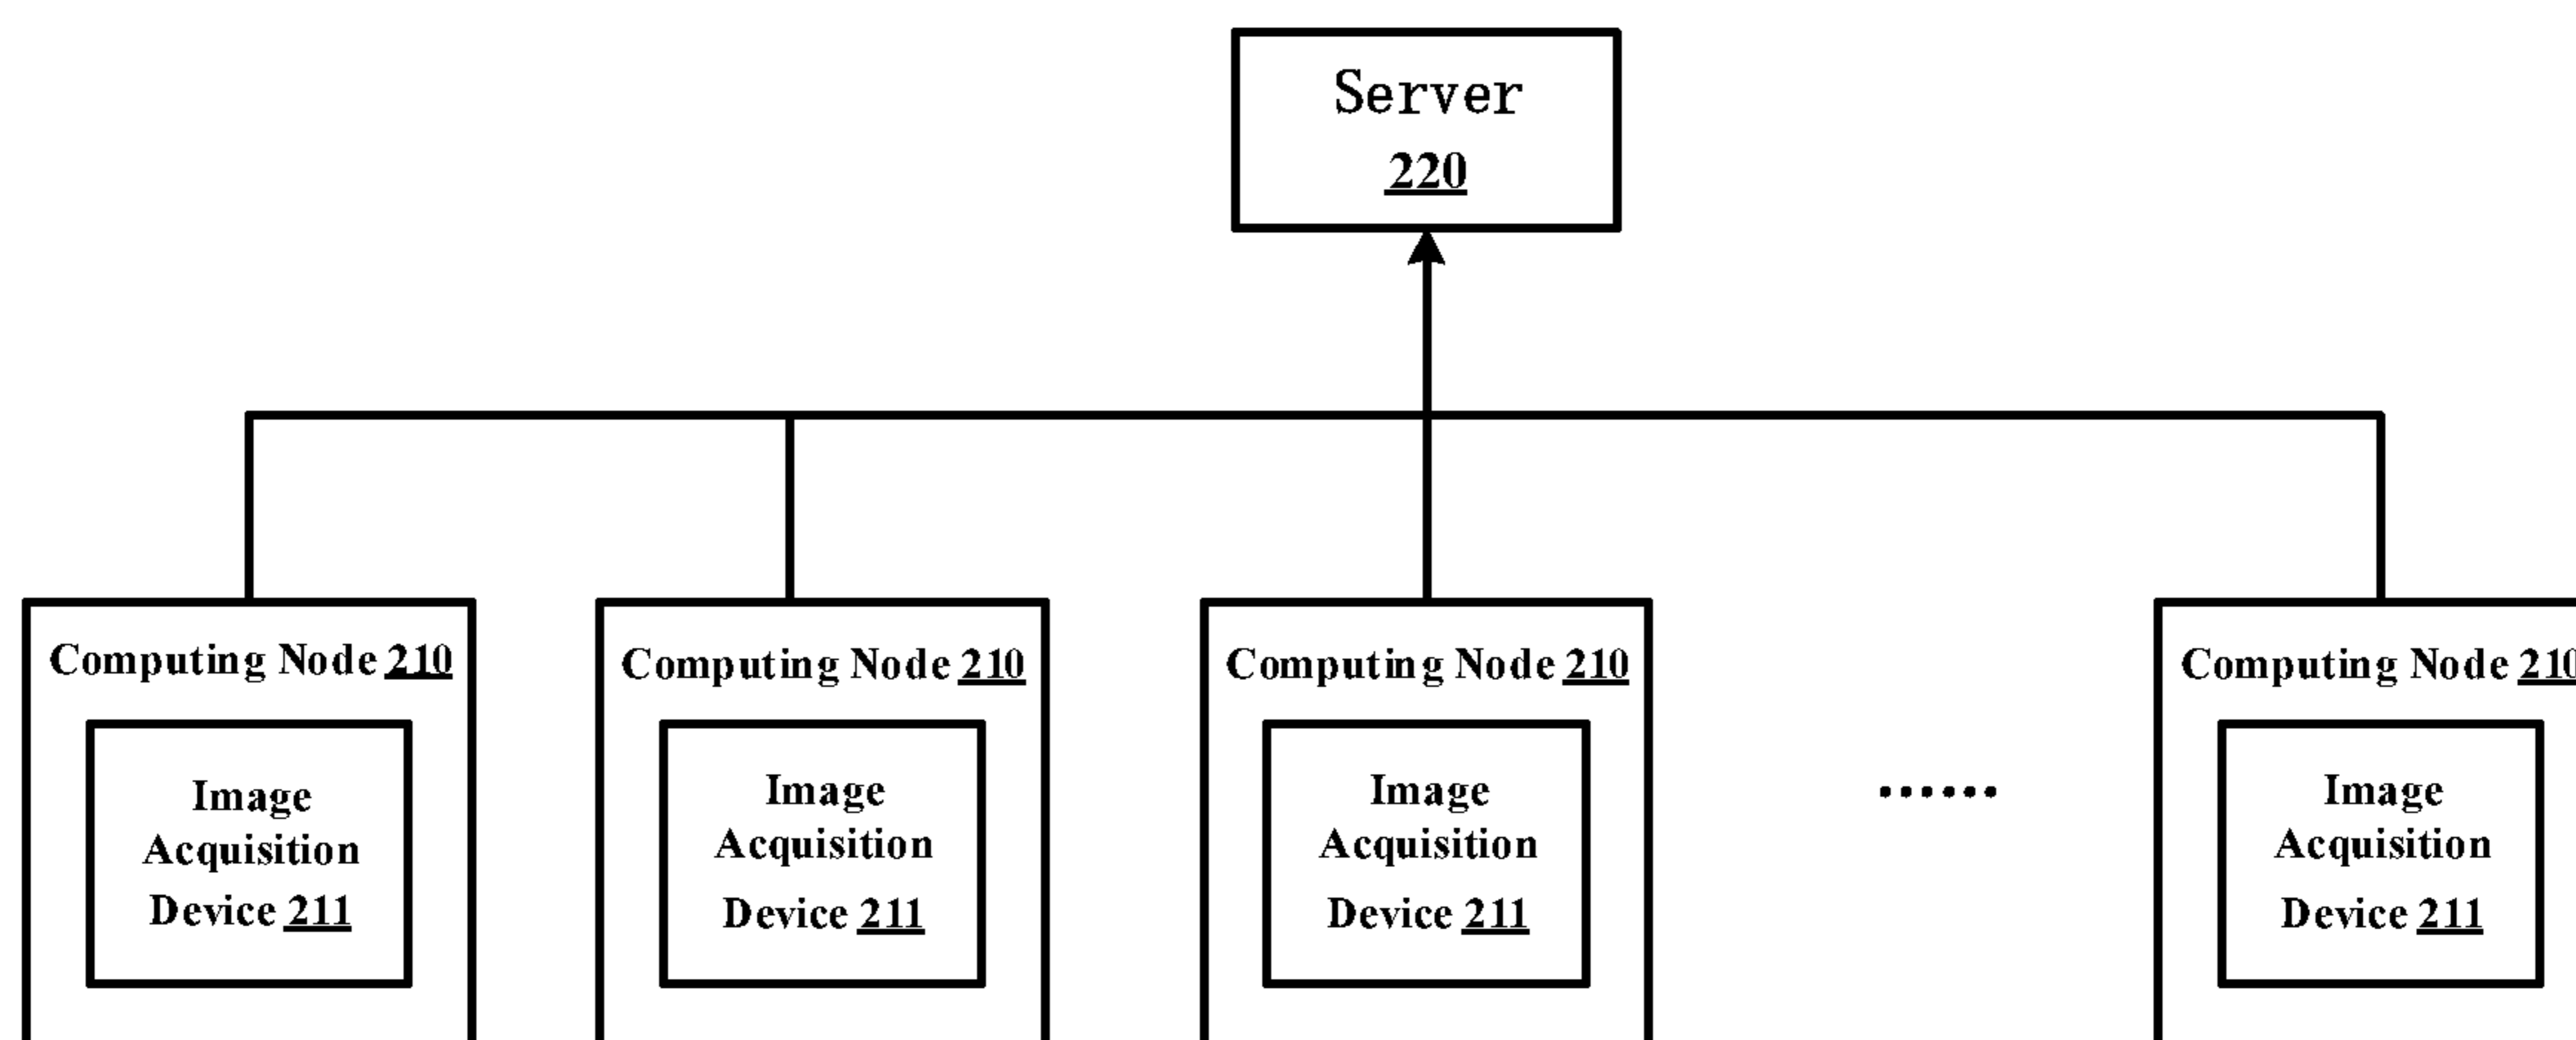 Server
220
Computing Node 210
Computing Node 210
Computing Node 210
Computing Node 210
Image
Acquisition
Device 211
Image
Acquisition
Device 211
Image
Acquisition
Device 211
......
Image
Acquisition
Device 211